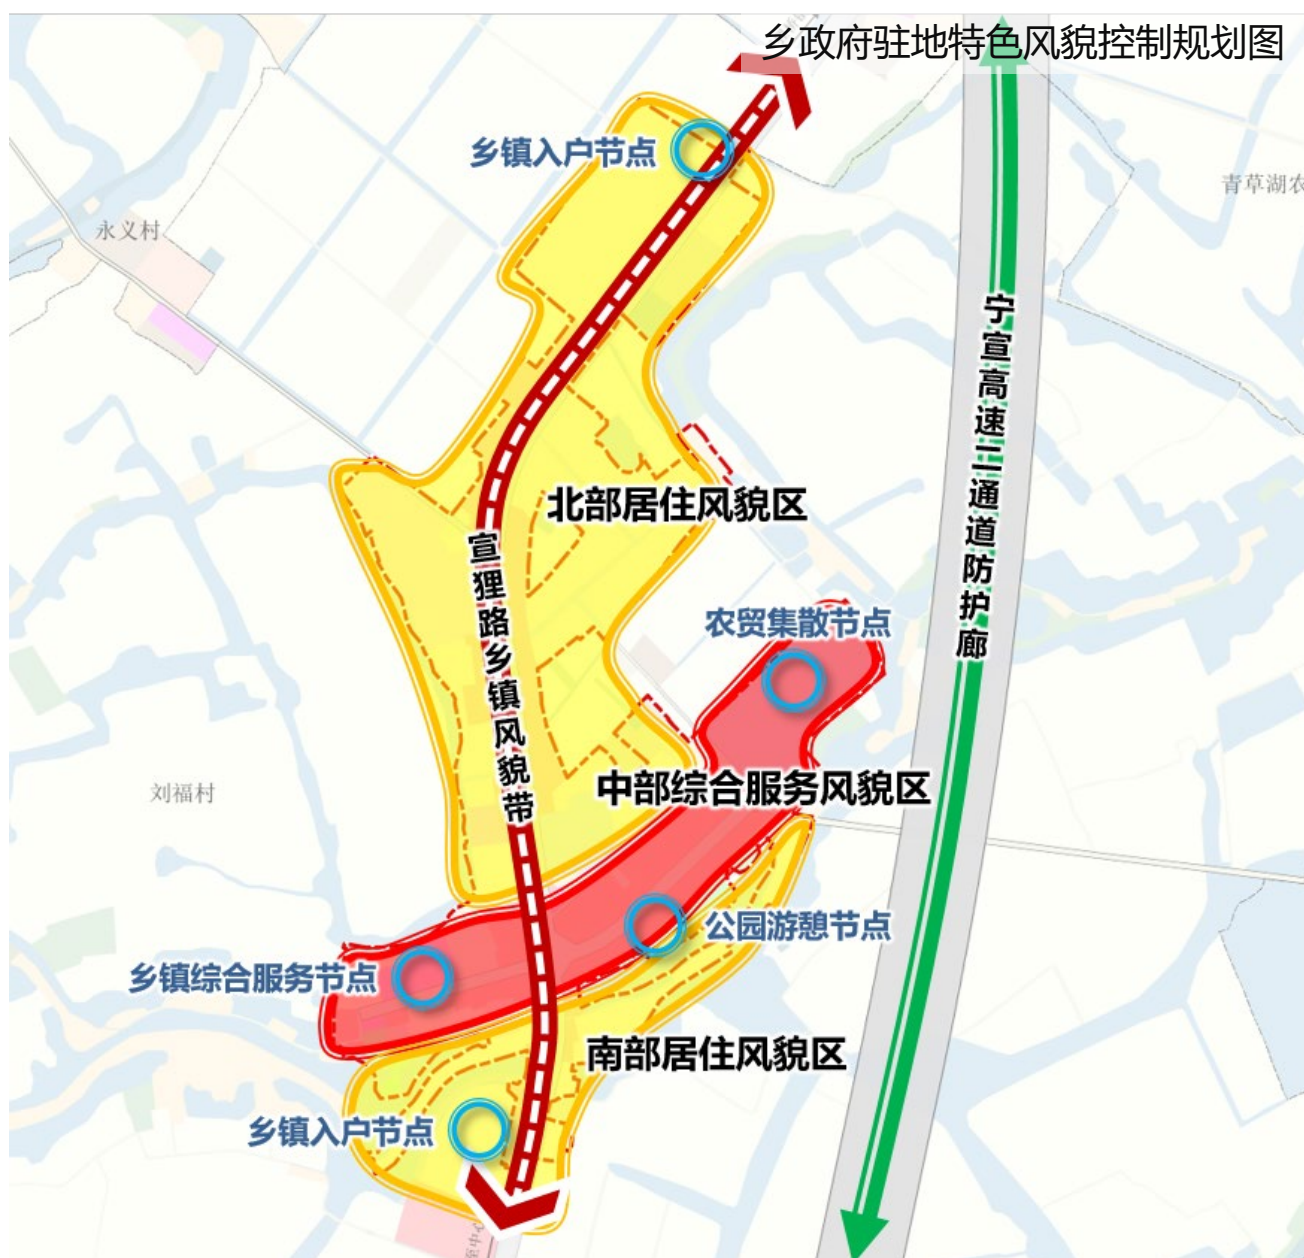 乡政府驻地特色风貌控制规划图
乡镇入户节点
青草湖农
永义村
宁宣高速二通道防护廊
北部居住风貌区
宣狸路乡镇风貌带
农贸集散节点
中部综合服务风貌区
刘福村
公园游憩节点
乡镇综合服务节点
南部居住风貌区
乡镇入户节点